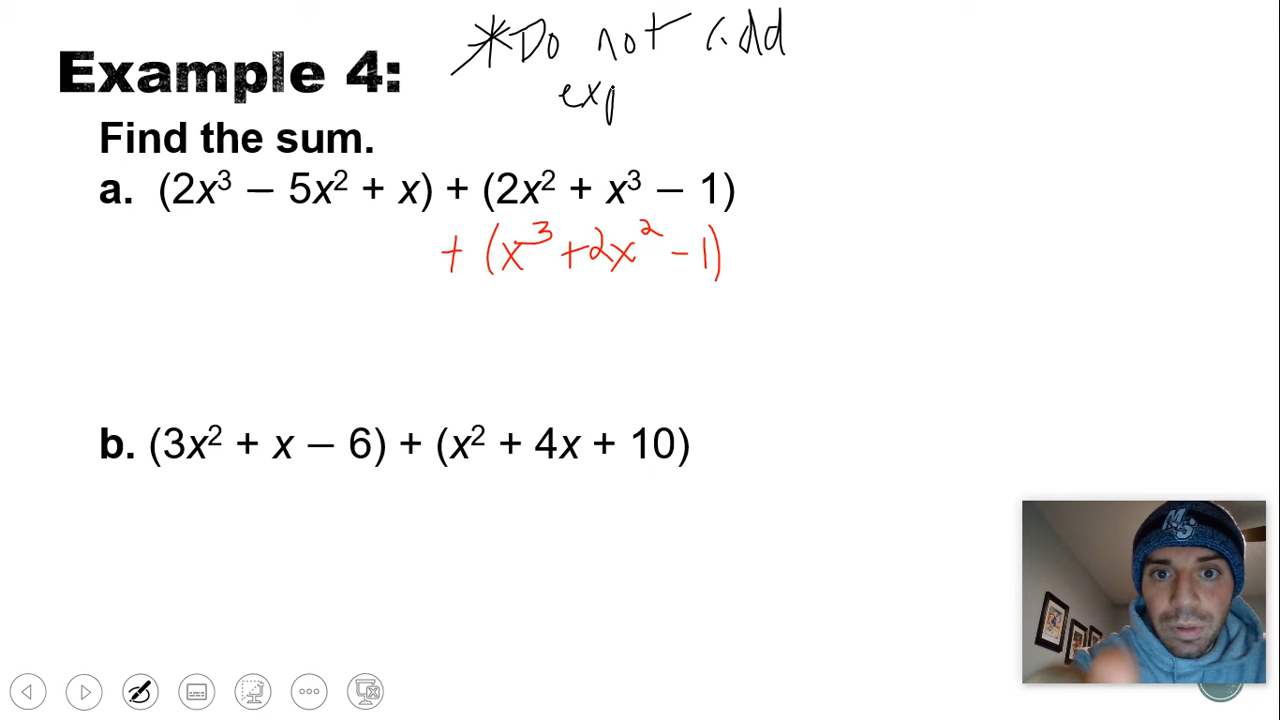 *Do not add
exp
Example 4:
Find the sum.
a. (2x³ – 5x² + x) + (2x² + x³ – 1)
+ (x³ + 2x² - 1)
b. (3x² + x – 6) + (x² + 4x + 10)
MS